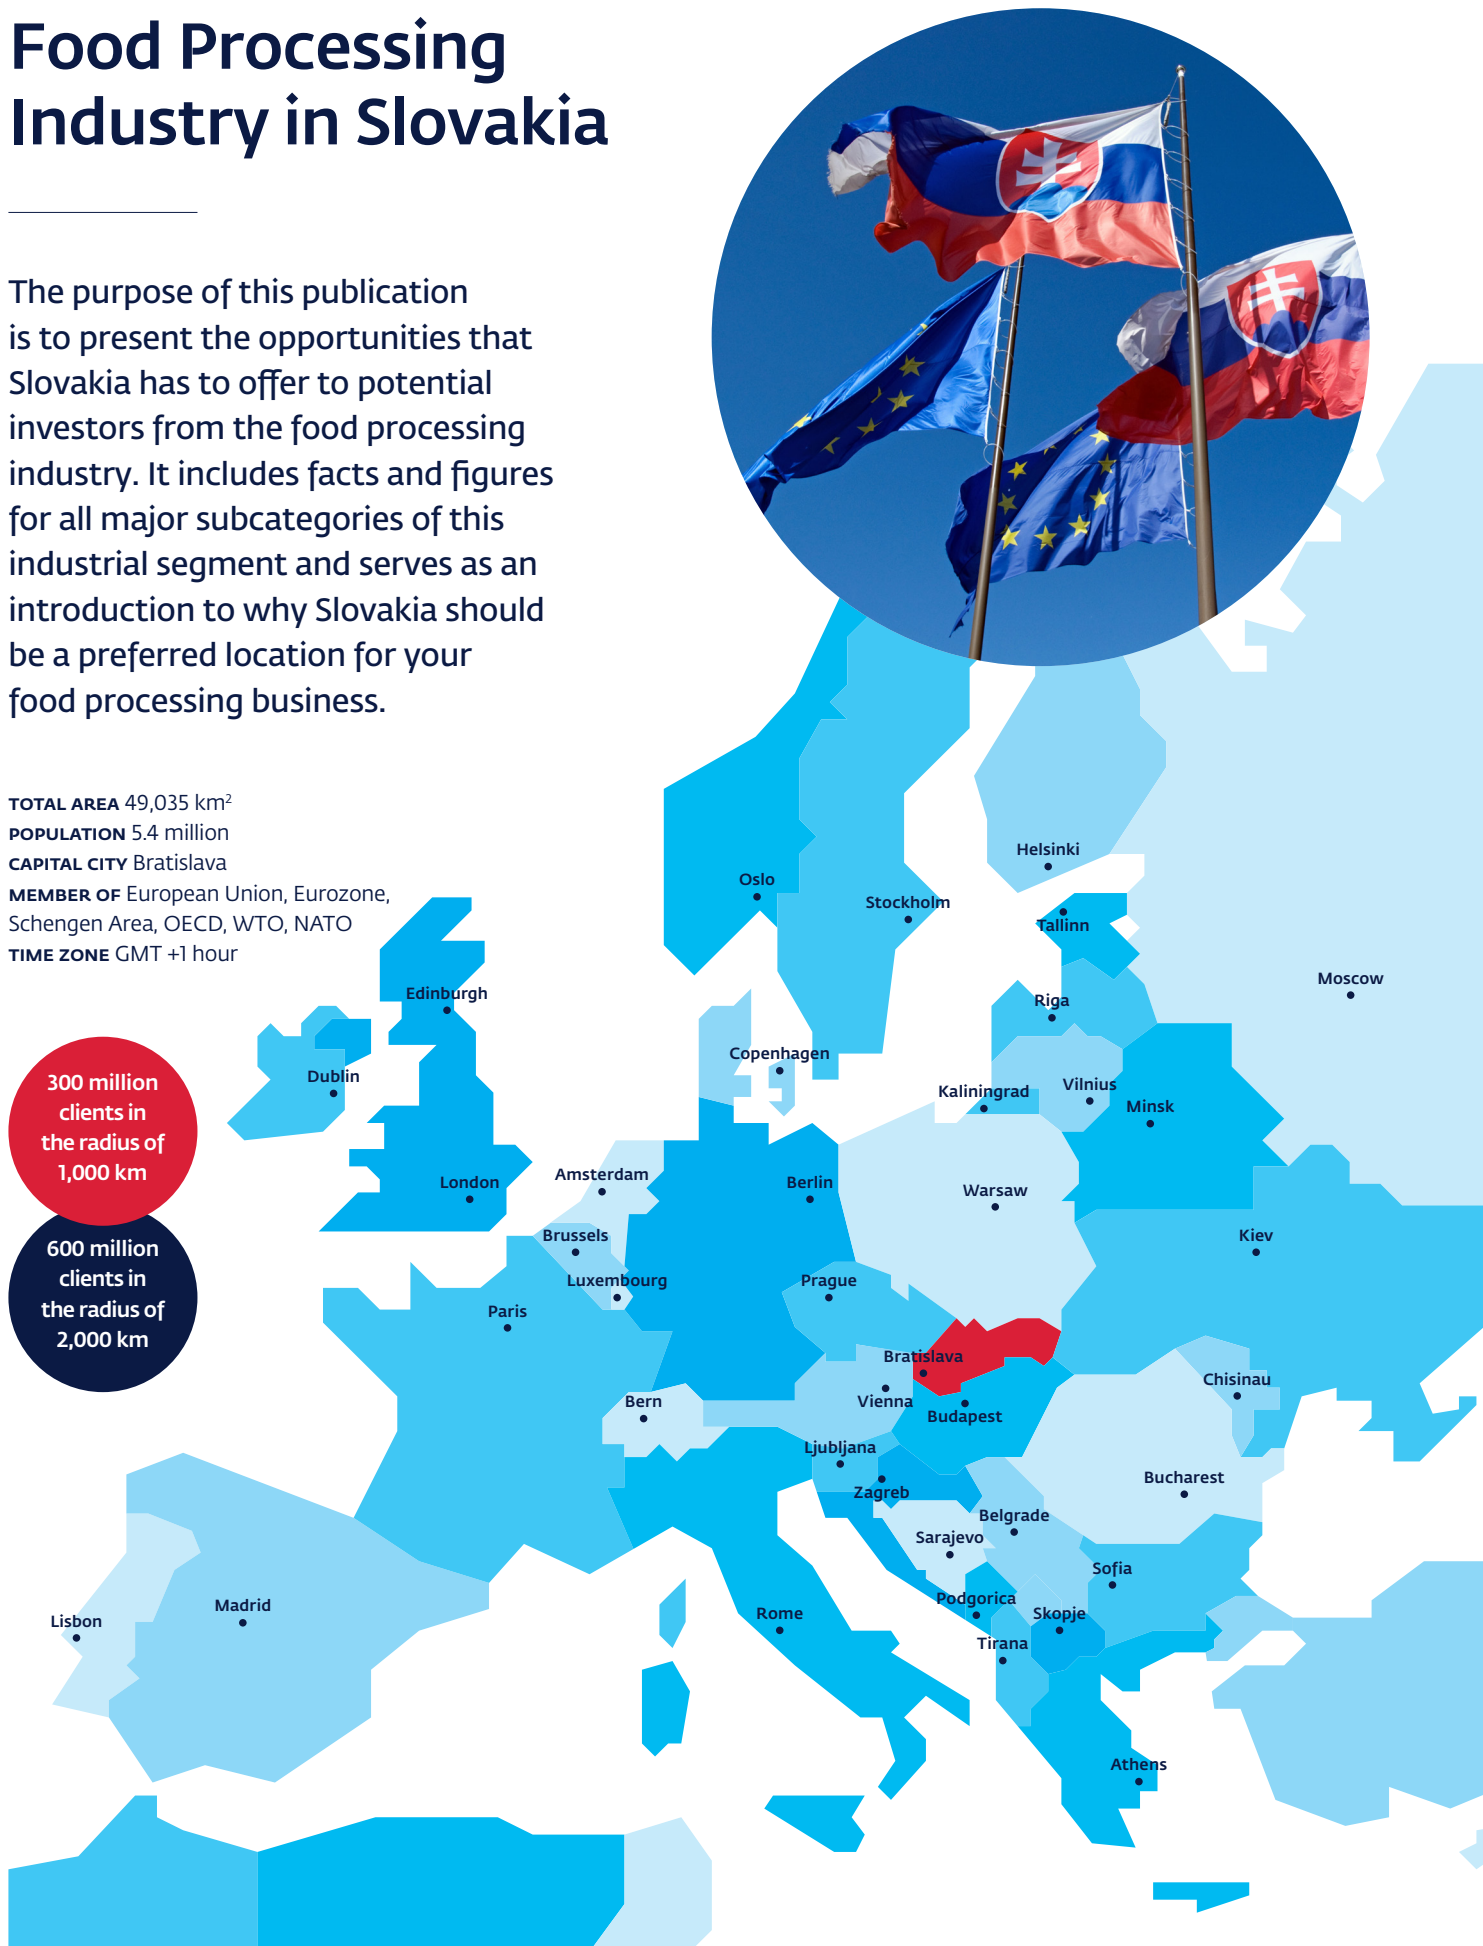 Food Processing
Industry in Slovakia
The purpose of this publication
is to present the opportunities that
Slovakia has to offer to potential
investors from the food processing
industry. It includes facts and figures
for all major subcategories of this
industrial segment and serves as an
introduction to why Slovakia should
be a preferred location for your
food processing business.
TOTAL AREA 49,035 km²
POPULATION 5.4 million
CAPITAL CITY Bratislava
MEMBER OF European Union, Eurozone,
Schengen Area, OECD, WTO, NATO
TIME ZONE GMT +1 hour
300 million
clients in
the radius of
1,000 km
600 million
clients in
the radius of
2,000 km
Helsinki
Oslo
Stockholm
Tallinn
Moscow
Edinburgh
Riga
Copenhagen
Dublin
Vilnius
Kaliningrad
Minsk
Amsterdam
London
Berlin
Warsaw
Brussels
Kiev
Luxembourg
Prague
Paris
Bratislava
Chisinau
Bern
Vienna
Budapest
Ljubljana
Bucharest
Zagreb
Belgrade
Sarajevo
Sofia
Podgorica
Madrid
Rome
Skopje
Lisbon
Tirana
Athens